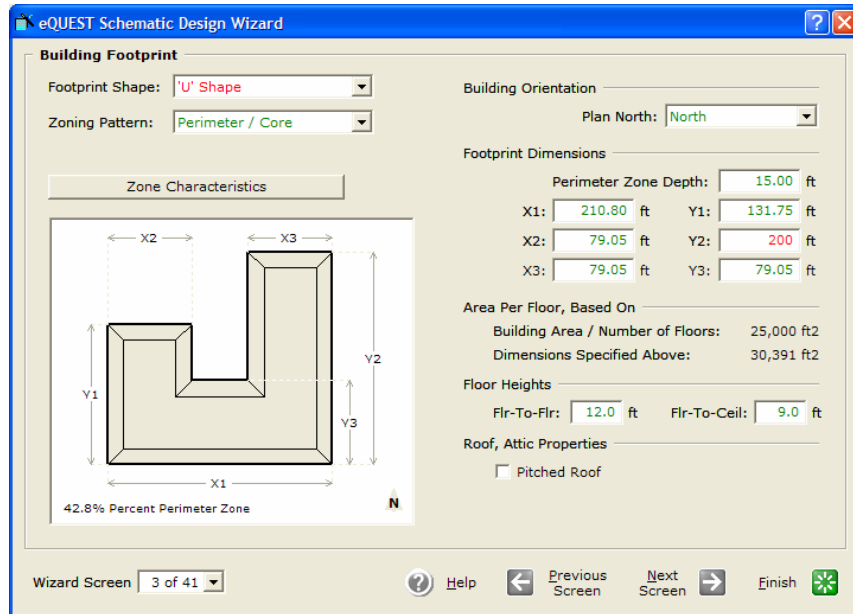 eQUEST Schematic Design Wizard
Building Footprint
Footprint Shape: 'U' Shape
Zoning Pattern: Perimeter / Core
Zone Characteristics
X2
X3
Y1
Y2
Y3
X1
42.8% Percent Perimeter Zone
N
Building Orientation
Plan North: North
Footprint Dimensions
Perimeter Zone Depth: 15.00 ft
X1: 210.80 ft Y1: 131.75 ft
X2: 79.05 ft Y2: 200 ft
X3: 79.05 ft Y3: 79.05 ft
Area Per Floor, Based On
Building Area / Number of Floors: 25,000 ft2
Dimensions Specified Above: 30,391 ft2
Floor Heights
Flr-To-Flr: 12.0 ft Flr-To-Ceil: 9.0 ft
Roof, Attic Properties
Pitched Roof
Wizard Screen 3 of 41
? Help
Previous Screen
Next Screen
Finish